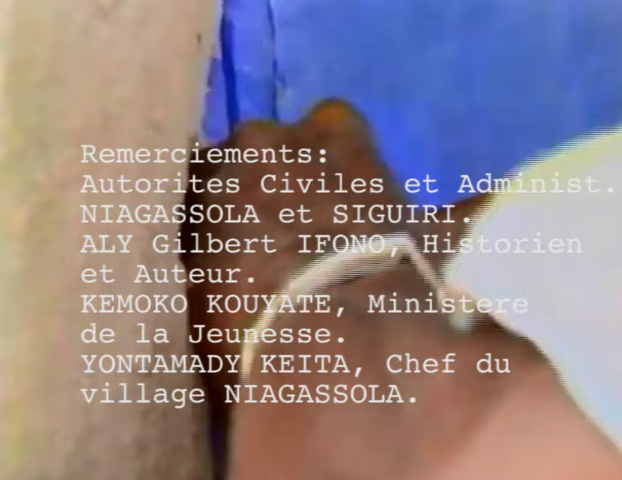 Remerciements:
Autorites Civiles et Administ.
NIAGASSOLA et SIGUIRI.
ALY Gilbert IFONO, Historien
et Auteur.
KEMOKO KOUYATE, Ministere
de la Jeunesse.
YONTAMADY KEITA, Chef du
village NIAGASSOLA.